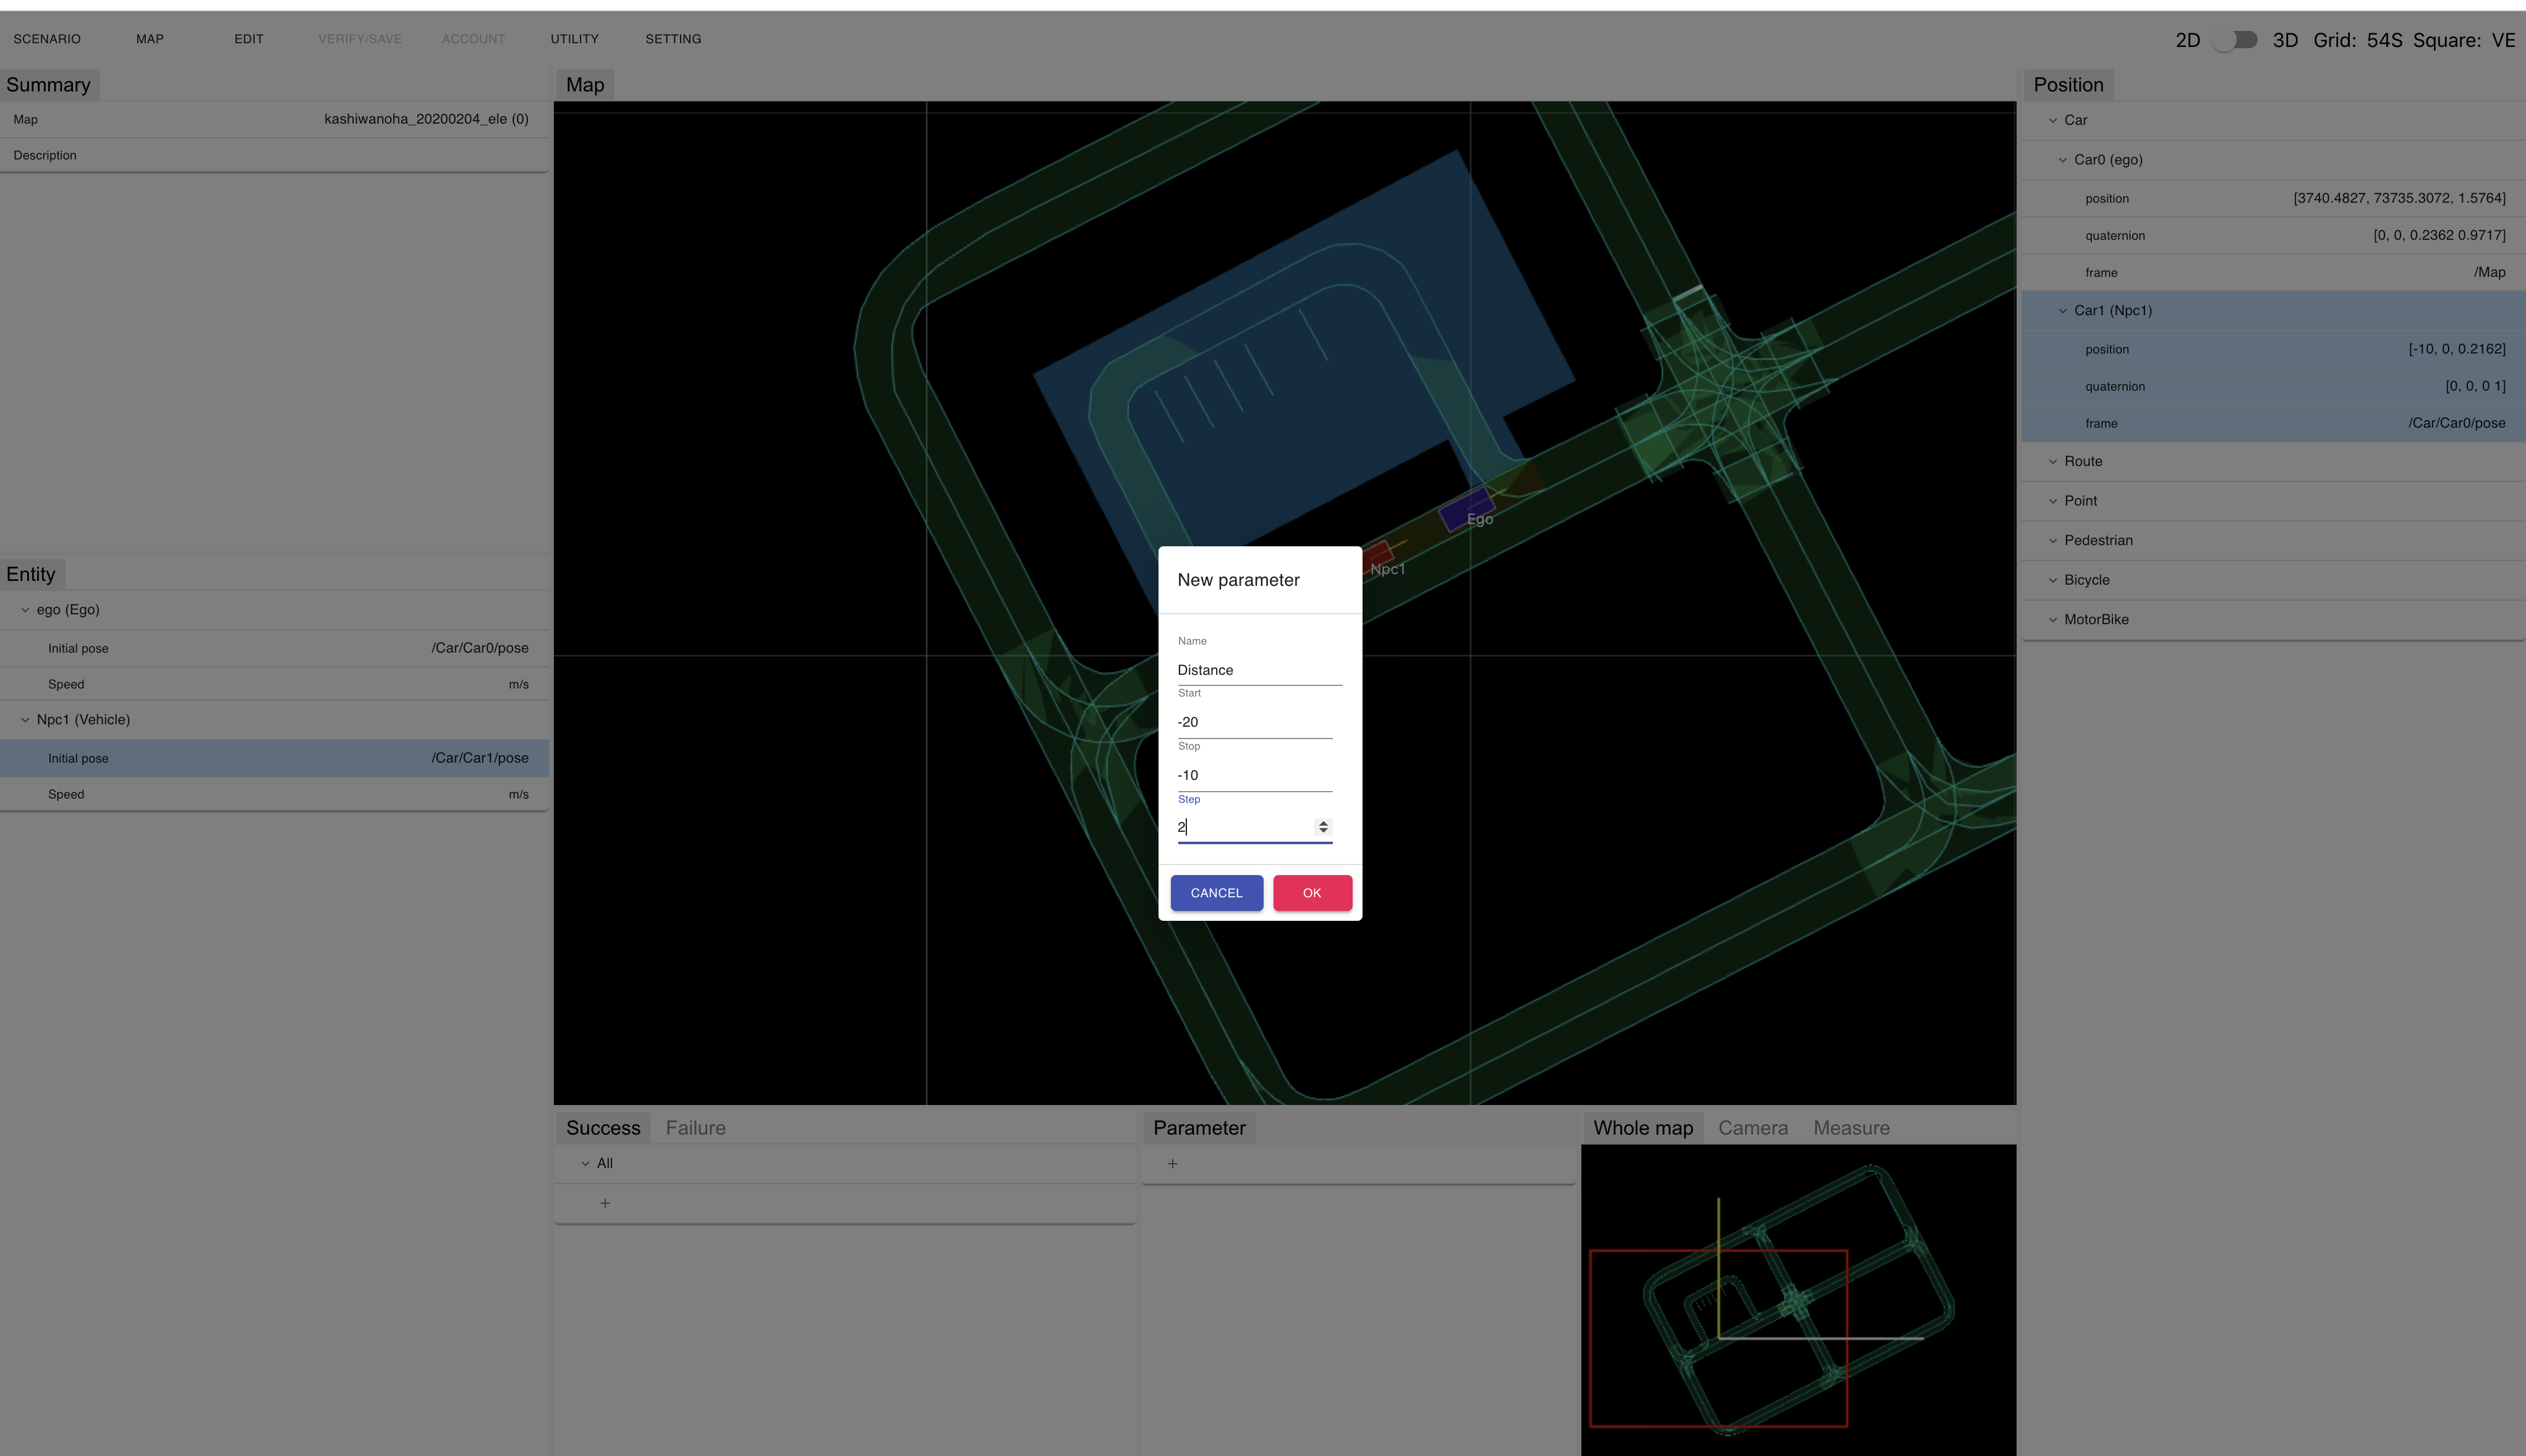 SCENARIO MAP EDIT VERIFY/SAVE ACCOUNT UTILITY SETTING 2D 3D Grid: 54S Square: VE
Summary
Map kashiwanoha_20200204_ele (0)
Description
Entity
ego (Ego)
Initial pose /Car/Car0/pose
Speed m/s
Npc1 (Vehicle)
Initial pose /Car/Car1/pose
Speed m/s
Map
Ego
Npc1
New parameter
Name
Distance
Start
-20
Stop
-10
Step
2
CANCEL OK
Success Failure
All
+
Parameter
+
Whole map Camera Measure
Position
Car
Car0 (ego)
position [3740.4827, 73735.3072, 1.5764]
quaternion [0, 0, 0.2362 0.9717]
frame /Map
Car1 (Npc1)
position [-10, 0, 0.2162]
quaternion [0, 0, 0 1]
frame /Car/Car0/pose
Route
Point
Pedestrian
Bicycle
MotorBike